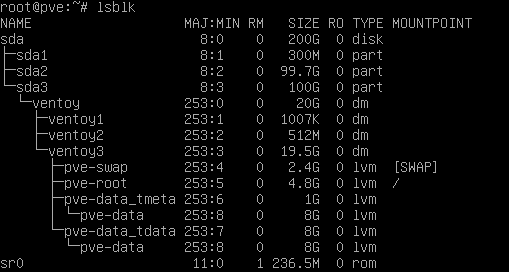 root@pve:~# lsblk
NAME                    MAJ:MIN RM   SIZE RO TYPE MOUNTPOINT
sda                       8:0    0   200G  0 disk
├─sda1                    8:1    0   300M  0 part
├─sda2                    8:2    0  99.7G  0 part
└─sda3                    8:3    0   100G  0 part
  └─ventoy              253:0    0    20G  0 dm
    ├─ventoy1           253:1    0  1007K  0 dm
    ├─ventoy2           253:2    0   512M  0 dm
    └─ventoy3           253:3    0  19.5G  0 dm
      ├─pve-swap        253:4    0   2.4G  0 lvm  [SWAP]
      ├─pve-root        253:5    0   4.8G  0 lvm  /
      ├─pve-data_tmeta  253:6    0     1G  0 lvm
      │ └─pve-data      253:8    0     8G  0 lvm
      └─pve-data_tdata  253:7    0     8G  0 lvm
        └─pve-data      253:8    0     8G  0 lvm
sr0                      11:0    1 236.5M  0 rom